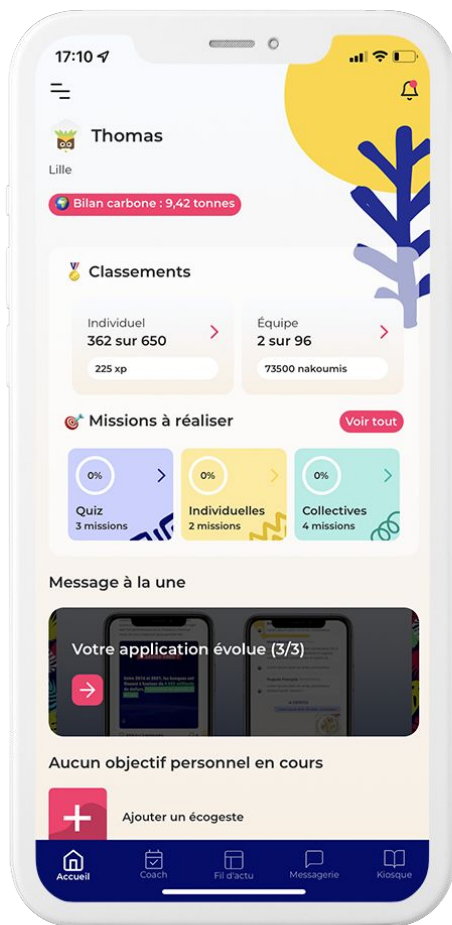 17:10
Thomas
Lille
Bilan carbone : 9,42 tonnes
Classements
Individuel
362 sur 650
225 xp
Équipe
2 sur 96
73500 nakoumis
Missions à réaliser
Voir tout
0%
Quiz
3 missions
0%
Individuelles
2 missions
0%
Collectives
4 missions
Message à la une
Votre application évolue (3/3)
Aucun objectif personnel en cours
Ajouter un écogeste
Accueil
Coach
Fil d'actu
Messagerie
Kiosque